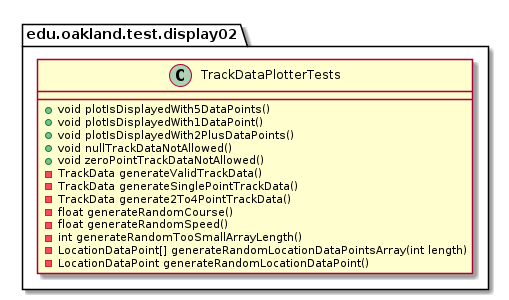 edu.oakland.test.display02
C TrackDataPlotterTests
void plotIsDisplayedWith5DataPoints()
void plotIsDisplayedWith1DataPoint()
void plotIsDisplayedWith2PlusDataPoints()
void nullTrackDataNotAllowed()
void zeroPointTrackDataNotAllowed()
TrackData generateValidTrackData()
TrackData generateSinglePointTrackData()
TrackData generate2To4PointTrackData()
float generateRandomCourse()
float generateRandomSpeed()
int generateRandomTooSmallArrayLength()
LocationDataPoint[] generateRandomLocationDataPointsArray(int length)
LocationDataPoint generateRandomLocationDataPoint()